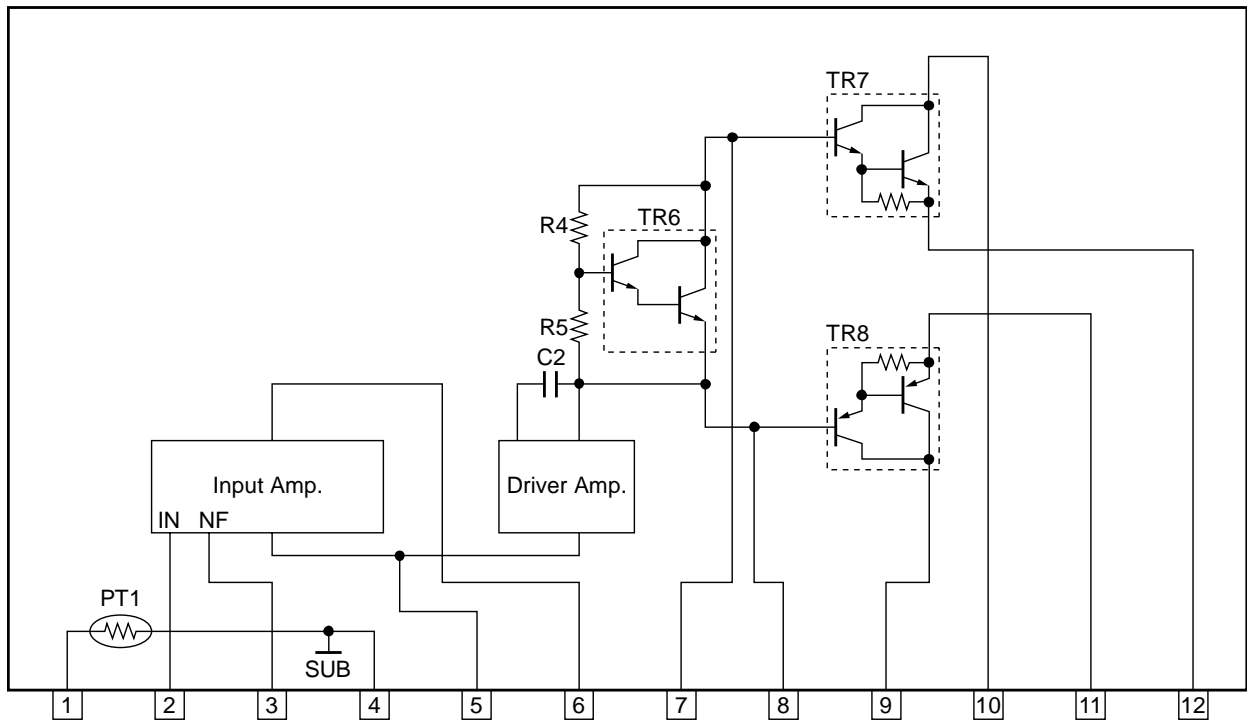 TR7
R4
TR6
R5
TR8
C2
Input Amp.
Driver Amp.
IN NF
PT1
SUB
1 2 3 4 5 6 7 8 9 10 11 12